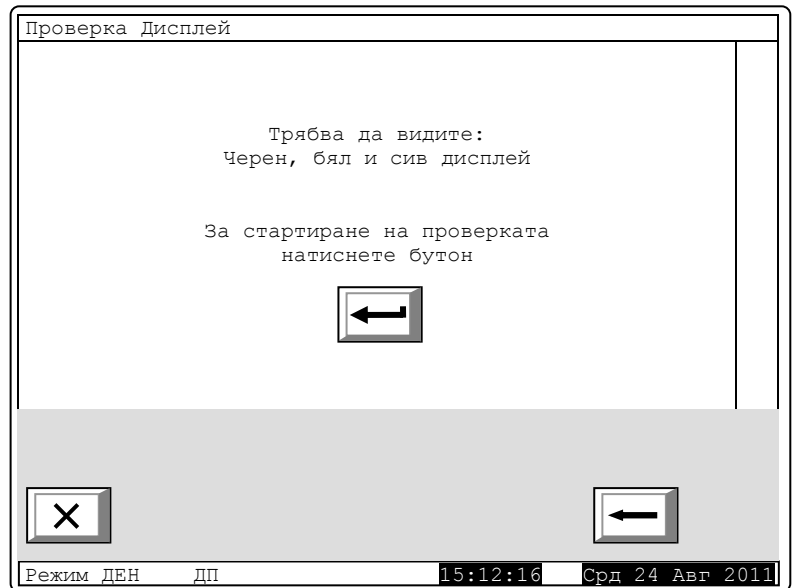 Проверка Дисплей
Трябва да видите:
Черен, бял и сив дисплей
За стартиране на проверката
натиснете бутон
Режим ДЕН ДП 15:12:16 Срд 24 Авг 2011